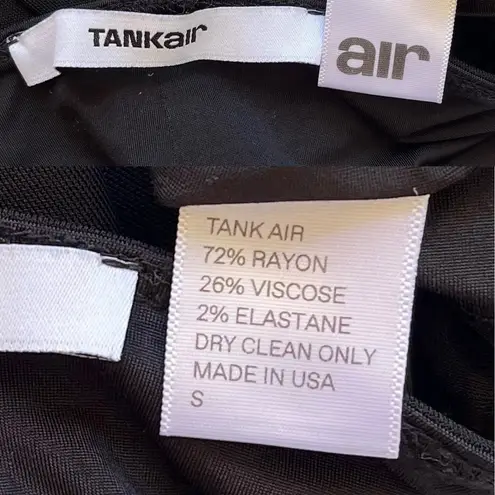 TANKair
air
TANK AIR
72% RAYON
26% VISCOSE
2% ELASTANE
DRY CLEAN ONLY
MADE IN USA
S